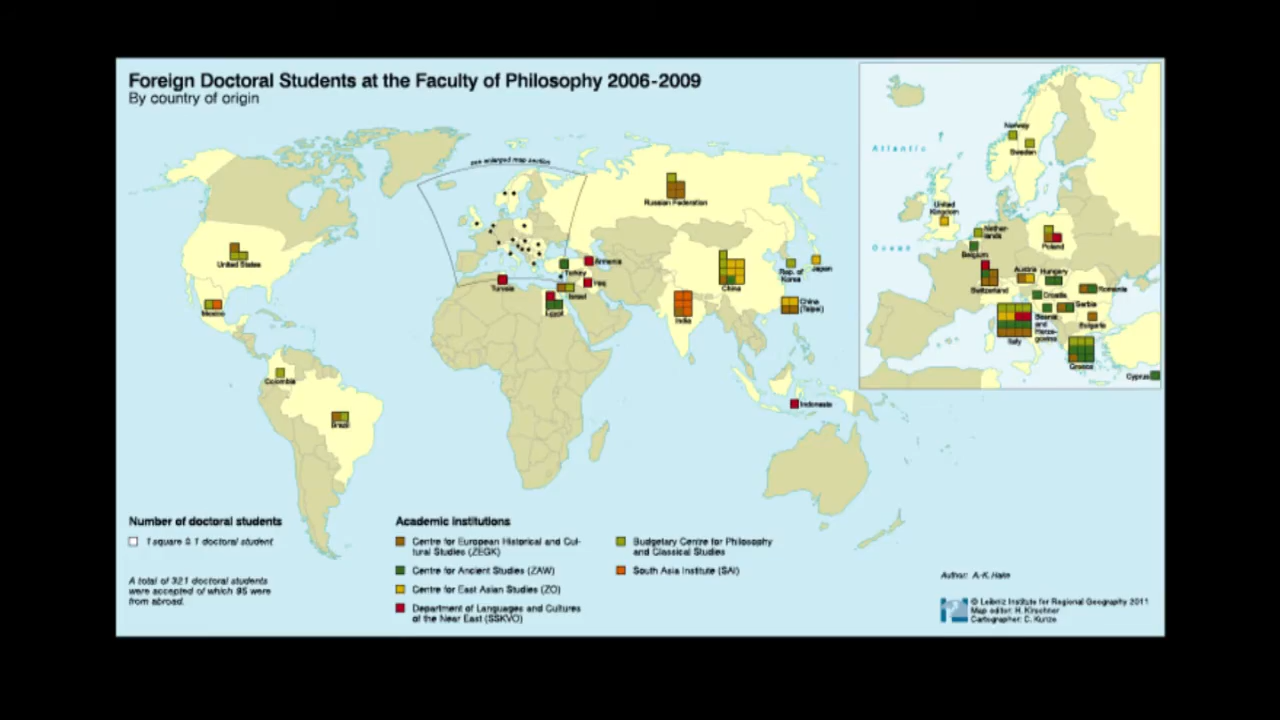 Foreign Doctoral Students at the Faculty of Philosophy 2006-2009
By country of origin
see enlarged map section
Russian Federation
United States
Mexico
Colombia
Brazil
Tunisia
Egypt
Turkey
Armenia
Iraq
Israel
China
India
Rep. of
Korea
Japan
China
(Taipei)
Indonesia
Atlantic
Ocean
Norway
Sweden
United
Kingdom
Nether-
lands
Belgium
Poland
Switzerland
Austria
Hungary
Romania
Croatia
Serbia
Bosnia
and
Herze-
govina
Bulgaria
Italy
Greece
Cyprus
Number of doctoral students
1 square ≙ 1 doctoral student
A total of 321 doctoral students
were accepted of which 95 were
from abroad.
Academic institutions
Centre for European Historical and Cul-
tural Studies (ZEGK)
Centre for Ancient Studies (ZAW)
Centre for East Asian Studies (ZO)
Department of Languages and Cultures
of the Near East (SSKVO)
Budgetary Centre for Philosophy
and Classical Studies
South Asia Institute (SAI)
Author: A.-K. Hake
© Leibniz Institute for Regional Geography 2011
Map editor: H. Kirschner
Cartographer: C. Kunze